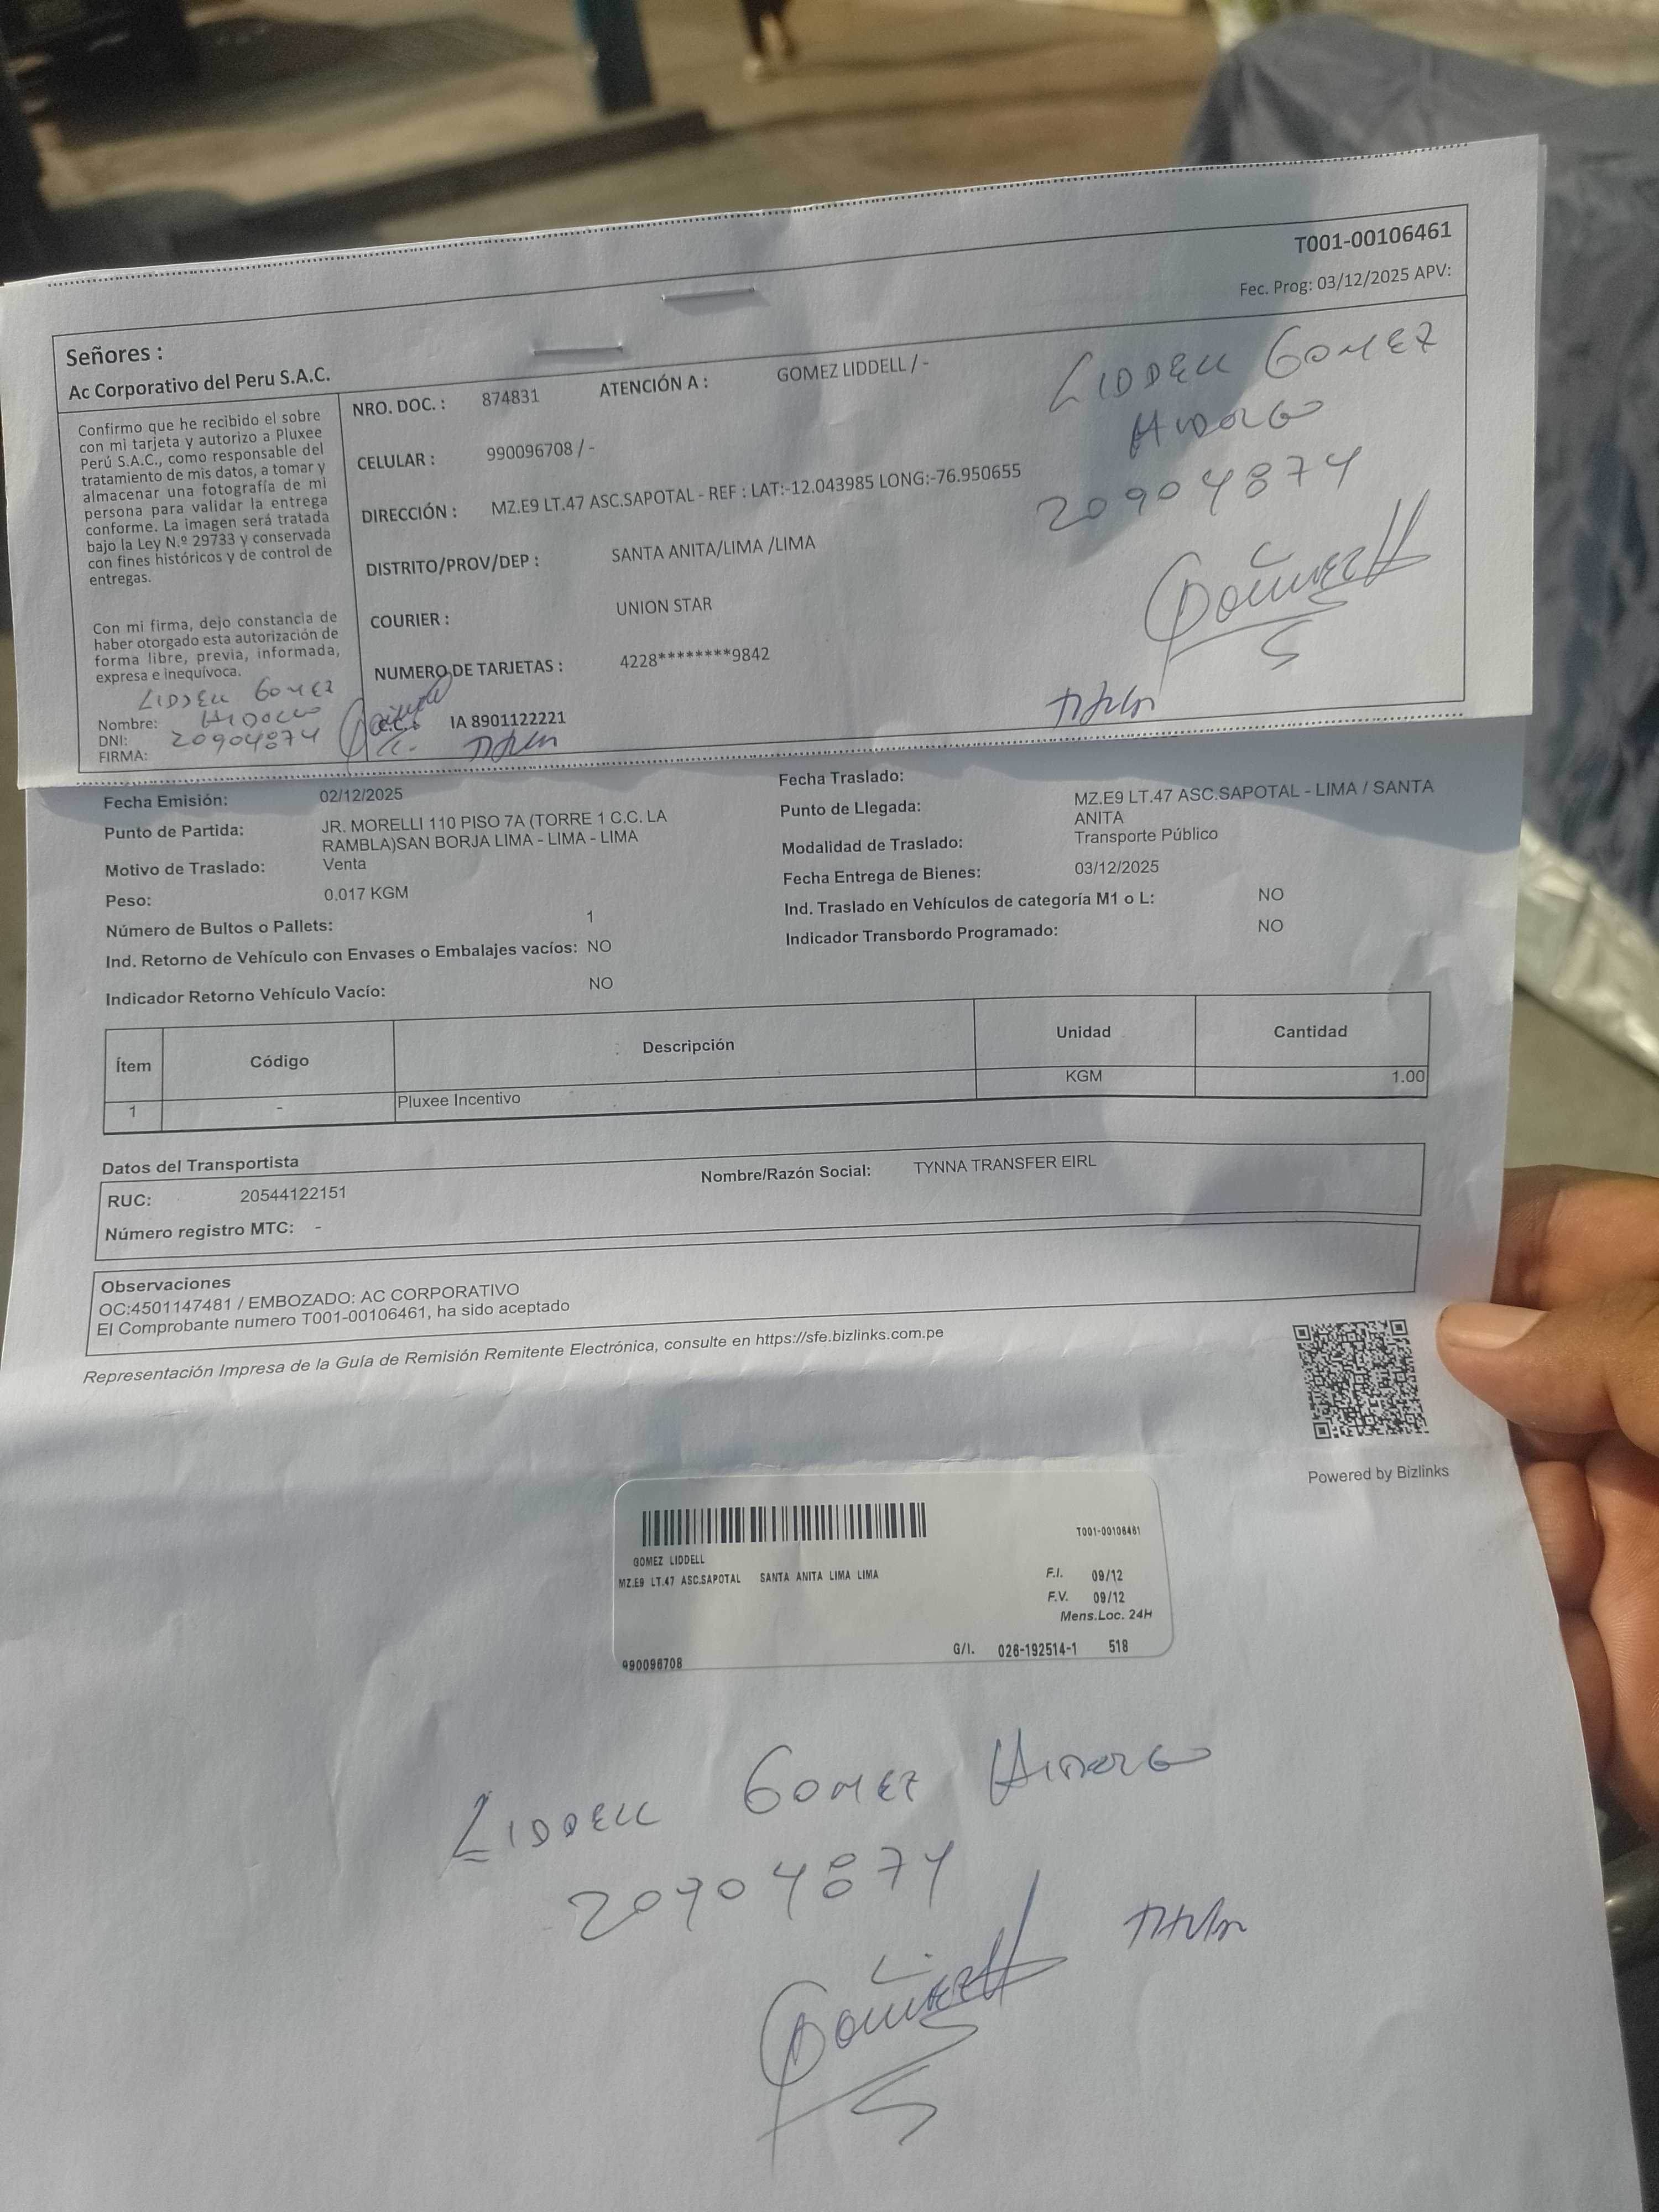 T001-00106461
Fec. Prog: 03/12/2025 APV:
Señores :
Ac Corporativo del Peru S.A.C.
Confirmo que he recibido el sobre
con mi tarjeta y autorizo a Pluxee
Perú S.A.C., como responsable del
tratamiento de mis datos, a tomar y
almacenar una fotografía de mi
persona para validar la entrega
conforme. La imagen será tratada
bajo la Ley N.º 29733 y conservada
con fines históricos y de control de
entregas.
Con mi firma, dejo constancia de
haber otorgado esta autorización de
forma libre, previa, informada,
expresa e inequívoca.
LIDDELL GOMEZ
Nombre: HIDALGO
DNI: 20904874
FIRMA:
NRO. DOC. : 874831 ATENCIÓN A : GOMEZ LIDDELL / -
CELULAR : 990096708 / -
DIRECCIÓN : MZ.E9 LT.47 ASC.SAPOTAL - REF : LAT:-12.043985 LONG:-76.950655
DISTRITO/PROV/DEP : SANTA ANITA/LIMA /LIMA
COURIER : UNION STAR
NUMERO DE TARJETAS : 4228********9842
IA 8901122221
Titular
LIDDELL GOMEZ
HIDALGO
20904874
Titular
Fecha Emisión: 02/12/2025
Punto de Partida: JR. MORELLI 110 PISO 7A (TORRE 1 C.C. LA
RAMBLA)SAN BORJA LIMA - LIMA - LIMA
Motivo de Traslado: Venta
Peso: 0.017 KGM
Número de Bultos o Pallets: 1
Ind. Retorno de Vehículo con Envases o Embalajes vacíos: NO
Indicador Retorno Vehículo Vacío: NO
Fecha Traslado:
Punto de Llegada: MZ.E9 LT.47 ASC.SAPOTAL - LIMA / SANTA
ANITA
Modalidad de Traslado: Transporte Público
Fecha Entrega de Bienes: 03/12/2025
Ind. Traslado en Vehículos de categoría M1 o L: NO
Indicador Transbordo Programado: NO
Ítem Código Descripción Unidad Cantidad
1 - Pluxee Incentivo KGM 1.00
Datos del Transportista
RUC: 20544122151 Nombre/Razón Social: TYNNA TRANSFER EIRL
Número registro MTC: -
Observaciones
OC:4501147481 / EMBOZADO: AC CORPORATIVO
El Comprobante numero T001-00106461, ha sido aceptado
Representación Impresa de la Guía de Remisión Remitente Electrónica, consulte en https://sfe.bizlinks.com.pe
Powered by Bizlinks
T001-00106461
GOMEZ LIDDELL
MZ.E9 LT.47 ASC.SAPOTAL SANTA ANITA LIMA LIMA
F.I. 09/12
F.V. 09/12
Mens.Loc. 24H
G/I. 026-192514-1 518
990096708
LIDDELL GOMEZ HIDALGO
20904874
Titular